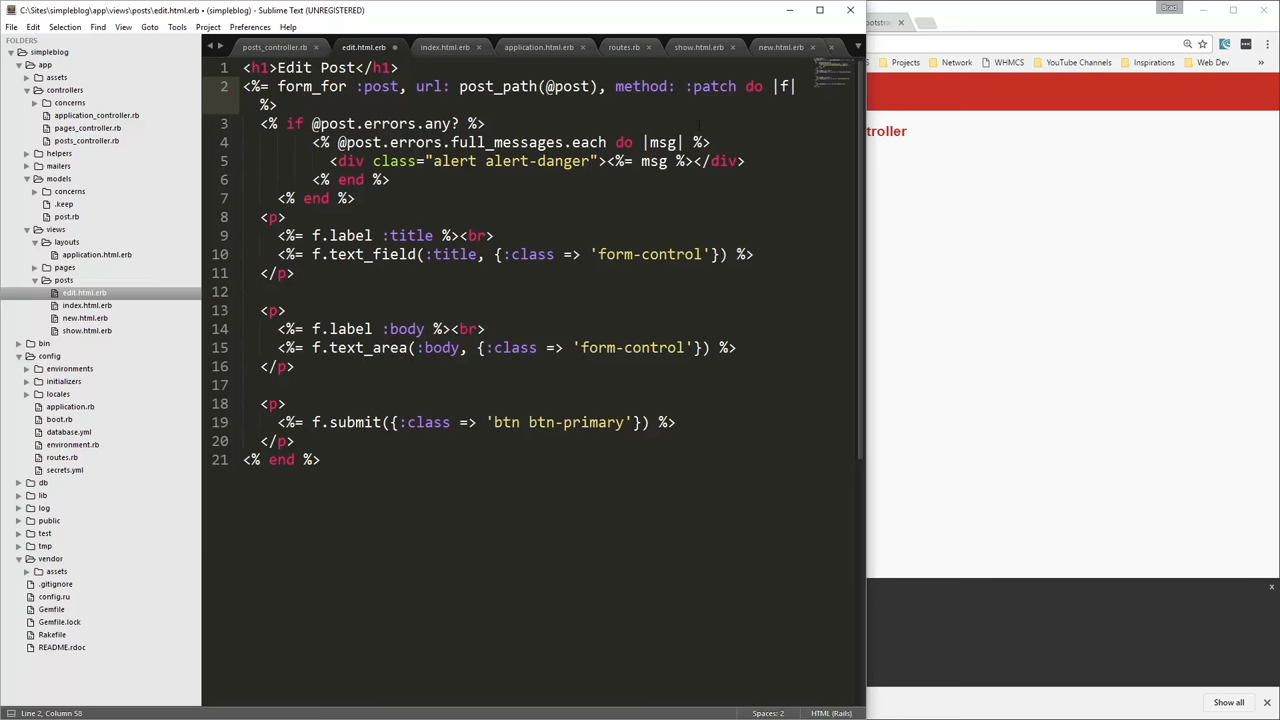 C:\Sites\simpleblog\app\views\posts\edit.html.erb • (simpleblog) - Sublime Text (UNREGISTERED)
Brad
File Edit Selection Find View Goto Tools Project Preferences Help
FOLDERS
simpleblog
app
assets
controllers
concerns
application_controller.rb
pages_controller.rb
posts_controller.rb
helpers
mailers
models
concerns
.keep
post.rb
views
layouts
application.html.erb
pages
posts
edit.html.erb
index.html.erb
new.html.erb
show.html.erb
bin
config
environments
initializers
locales
application.rb
boot.rb
database.yml
environment.rb
routes.rb
secrets.yml
db
lib
log
public
test
tmp
vendor
assets
.gitignore
config.ru
Gemfile
Gemfile.lock
Rakefile
README.rdoc
posts_controller.rb edit.html.erb index.html.erb application.html.erb routes.rb show.html.erb new.html.erb
1 <h1>Edit Post</h1>
2 <%= form_for :post, url: post_path(@post), method: :patch do |f|
%>
3 <% if @post.errors.any? %>
4 <% @post.errors.full_messages.each do |msg| %>
5 <div class="alert alert-danger"><%= msg %></div>
6 <% end %>
7 <% end %>
8 <p>
9 <%= f.label :title %><br>
10 <%= f.text_field(:title, {:class => 'form-control'}) %>
11 </p>
12
13 <p>
14 <%= f.label :body %><br>
15 <%= f.text_area(:body, {:class => 'form-control'}) %>
16 </p>
17
18 <p>
19 <%= f.submit({:class => 'btn btn-primary'}) %>
20 </p>
21 <% end %>
Projects Network WHMCS YouTube Channels Inspirations Bootstrap
troller
Show all
Line 2, Column 58 Spaces: 2 HTML (Rails)